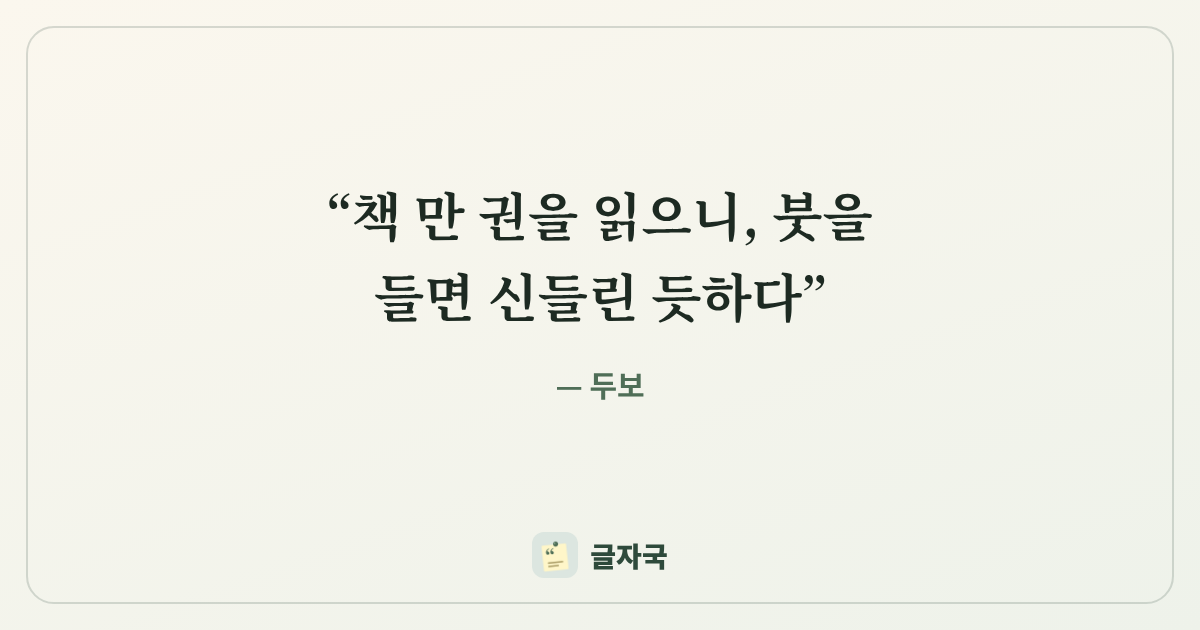 “책 만 권을 읽으니, 붓을
들면 신들린 듯하다”
— 두보
글자국